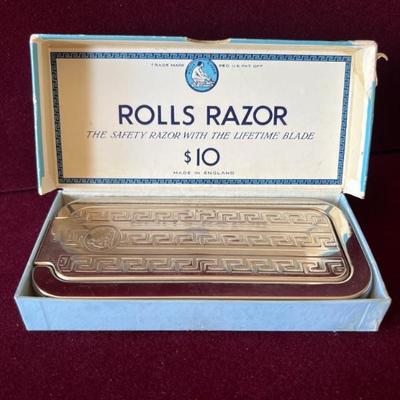 TRADE MARK REG. U.S. PAT. OFF.
ROLLS RAZOR
THE SAFETY RAZOR WITH THE LIFETIME BLADE
$10
MADE IN ENGLAND